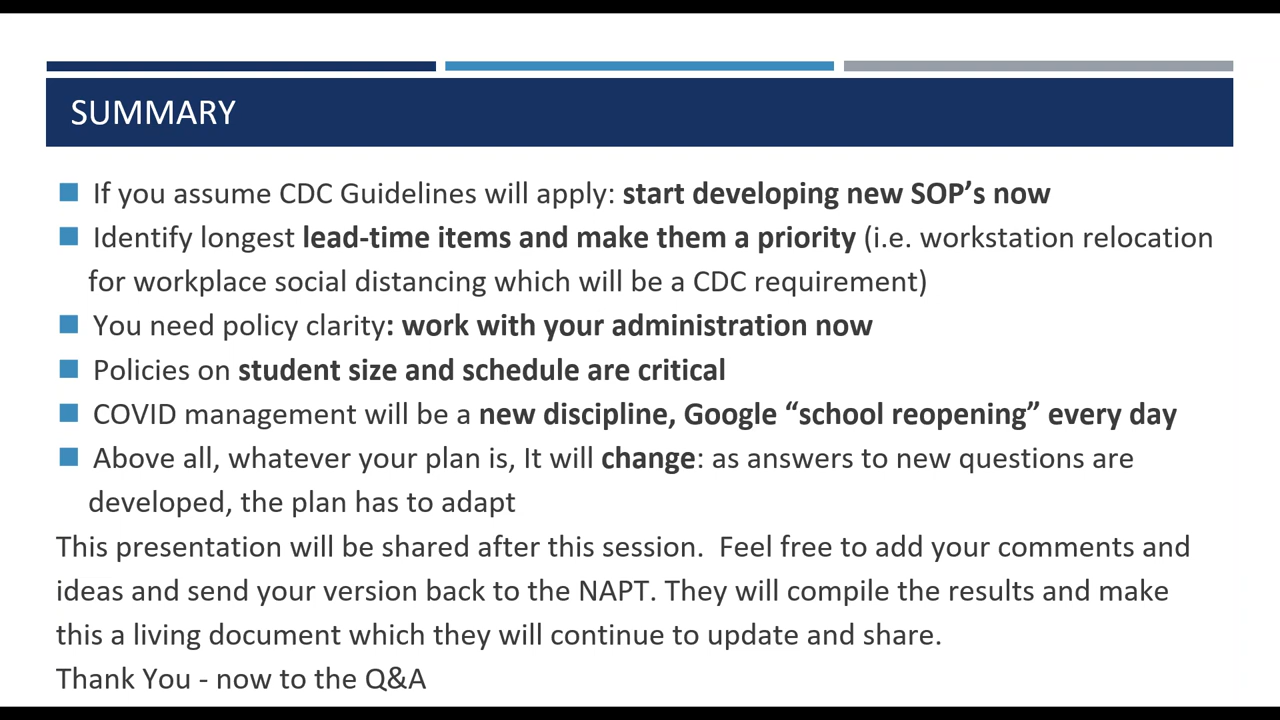 SUMMARY
If you assume CDC Guidelines will apply: start developing new SOP’s now
Identify longest lead-time items and make them a priority (i.e. workstation relocation
for workplace social distancing which will be a CDC requirement)
You need policy clarity: work with your administration now
Policies on student size and schedule are critical
COVID management will be a new discipline, Google “school reopening” every day
Above all, whatever your plan is, It will change: as answers to new questions are
developed, the plan has to adapt
This presentation will be shared after this session.  Feel free to add your comments and
ideas and send your version back to the NAPT. They will compile the results and make
this a living document which they will continue to update and share.
Thank You - now to the Q&A